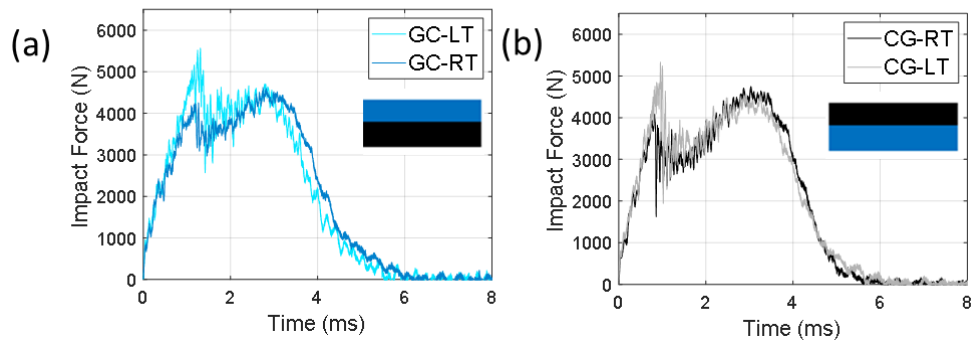 (a)
6000
5000
4000
3000
2000
1000
0
Impact Force (N)
GC-LT
GC-RT
0 2 4 6 8
Time (ms)
(b)
6000
5000
4000
3000
2000
1000
0
Impact Force (N)
CG-RT
CG-LT
0 2 4 6 8
Time (ms)